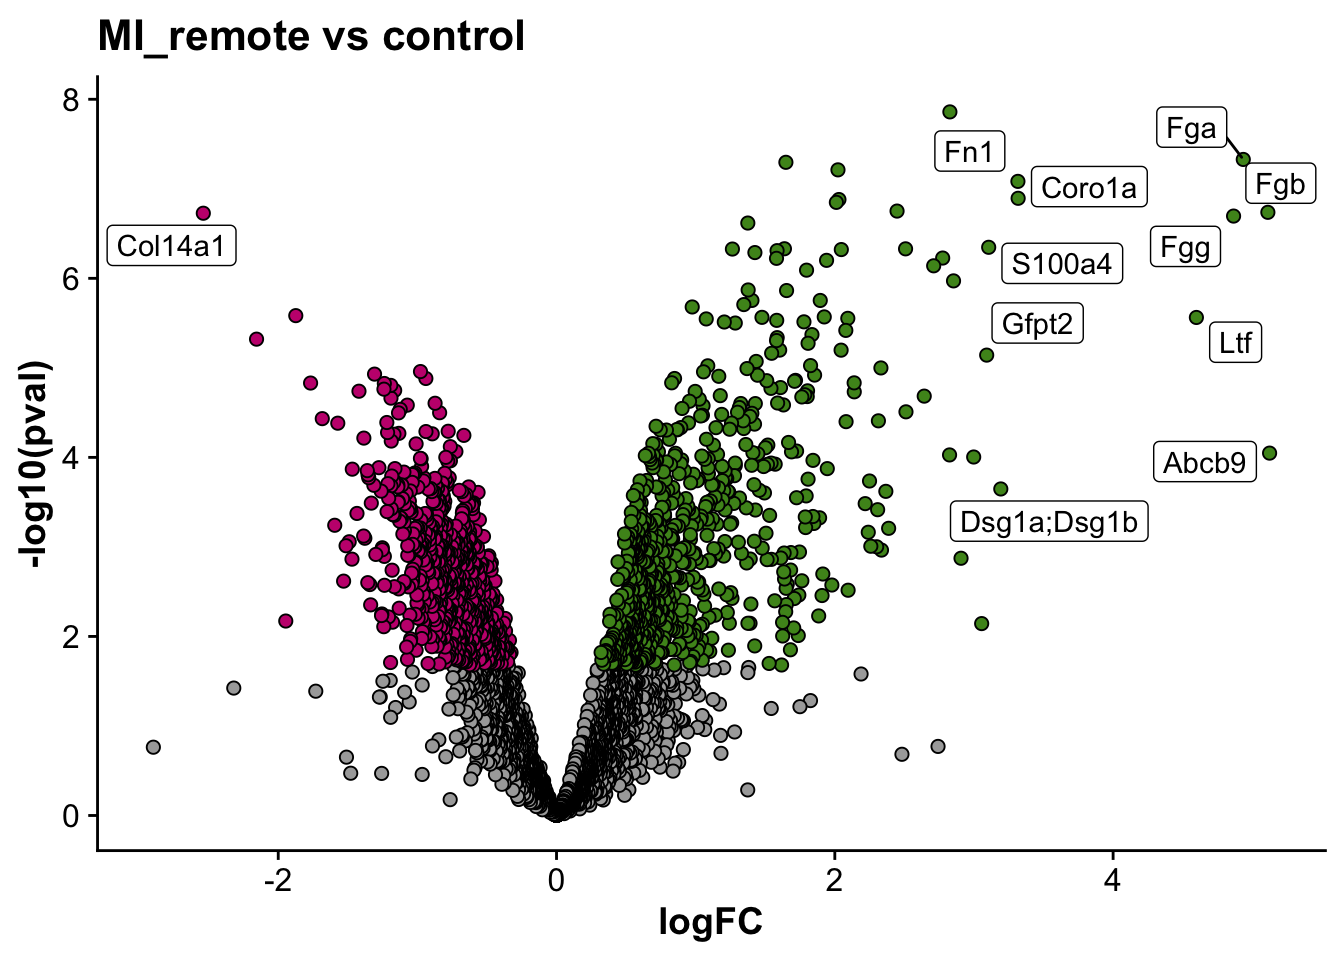 MI_remote vs control
8
6
4
2
0
-log10(pval)
Fga
Fn1
Fgb
Coro1a
Col14a1
Fgg
S100a4
Gfpt2
Ltf
Abcb9
Dsg1a;Dsg1b
-2
0
2
4
logFC